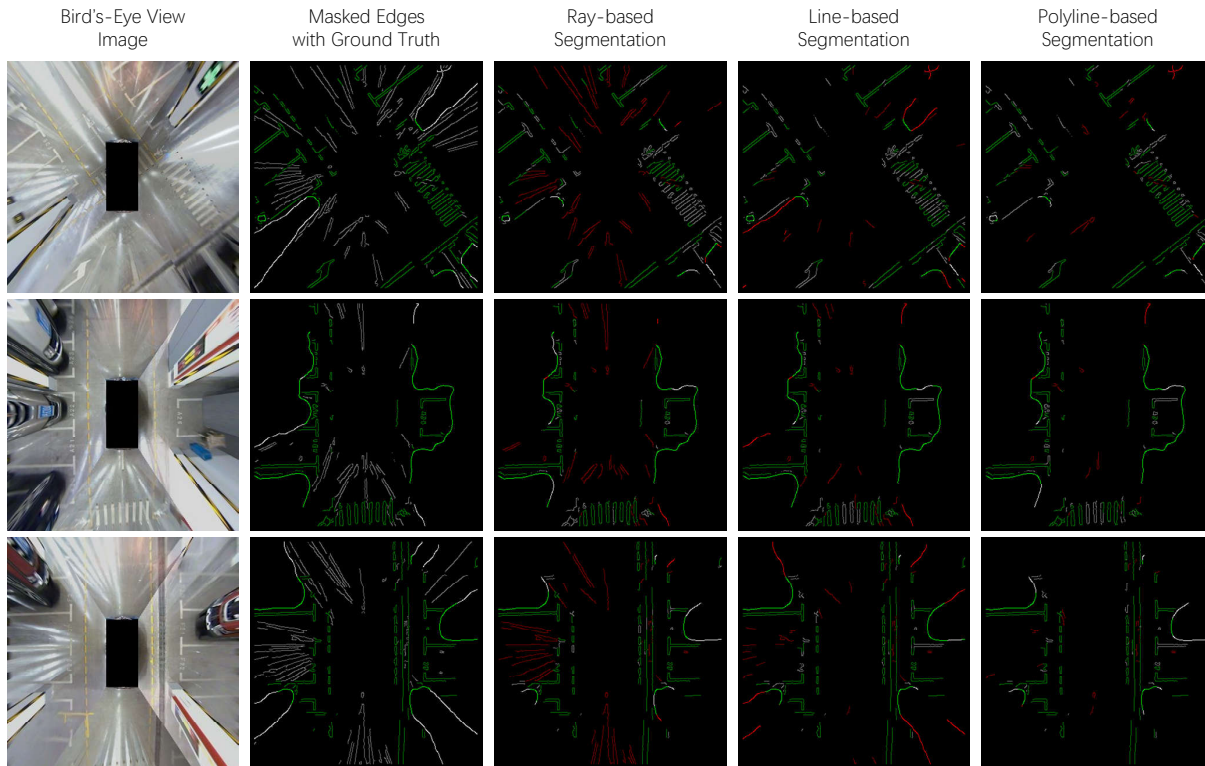 Bird's-Eye View
Image
Masked Edges
with Ground Truth
Ray-based
Segmentation
Line-based
Segmentation
Polyline-based
Segmentation